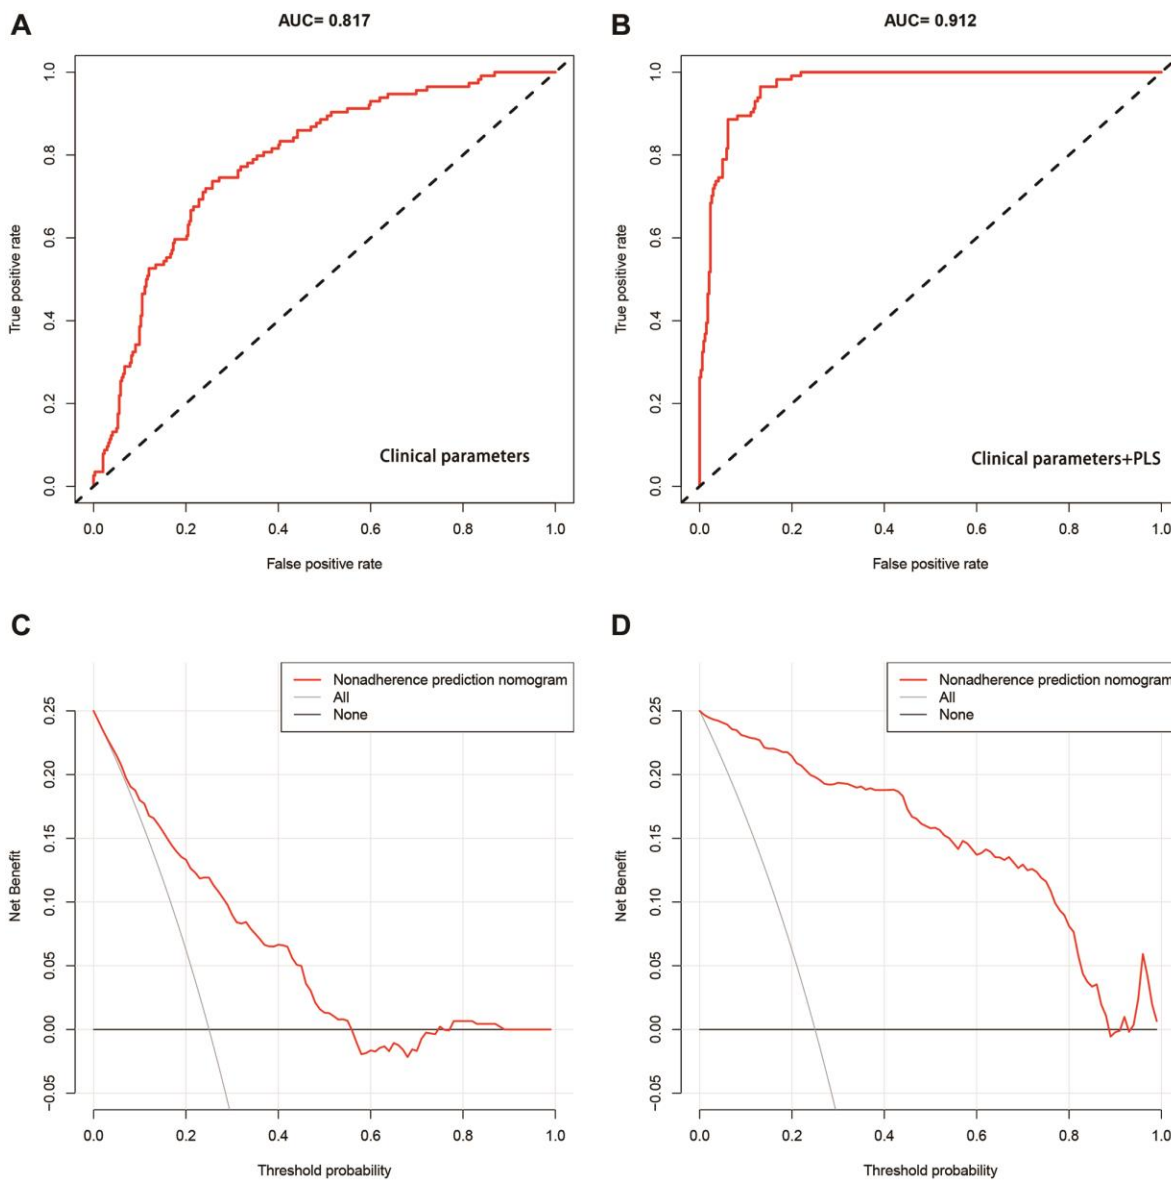 A
AUC= 0.817
True positive rate
1.0
0.8
0.6
0.4
0.2
0.0
Clinical parameters
0.0 0.2 0.4 0.6 0.8 1.0
False positive rate
B
AUC= 0.912
True positive rate
1.0
0.8
0.6
0.4
0.2
0.0
Clinical parameters+PLS
0.0 0.2 0.4 0.6 0.8 1.0
False positive rate
C
Nonadherence prediction nomogram
All
None
Net Benefit
0.25
0.20
0.15
0.10
0.05
0.00
−0.05
0.0 0.2 0.4 0.6 0.8 1.0
Threshold probability
D
Nonadherence prediction nomogram
All
None
Net Benefit
0.25
0.20
0.15
0.10
0.05
0.00
−0.05
0.0 0.2 0.4 0.6 0.8 1.0
Threshold probability